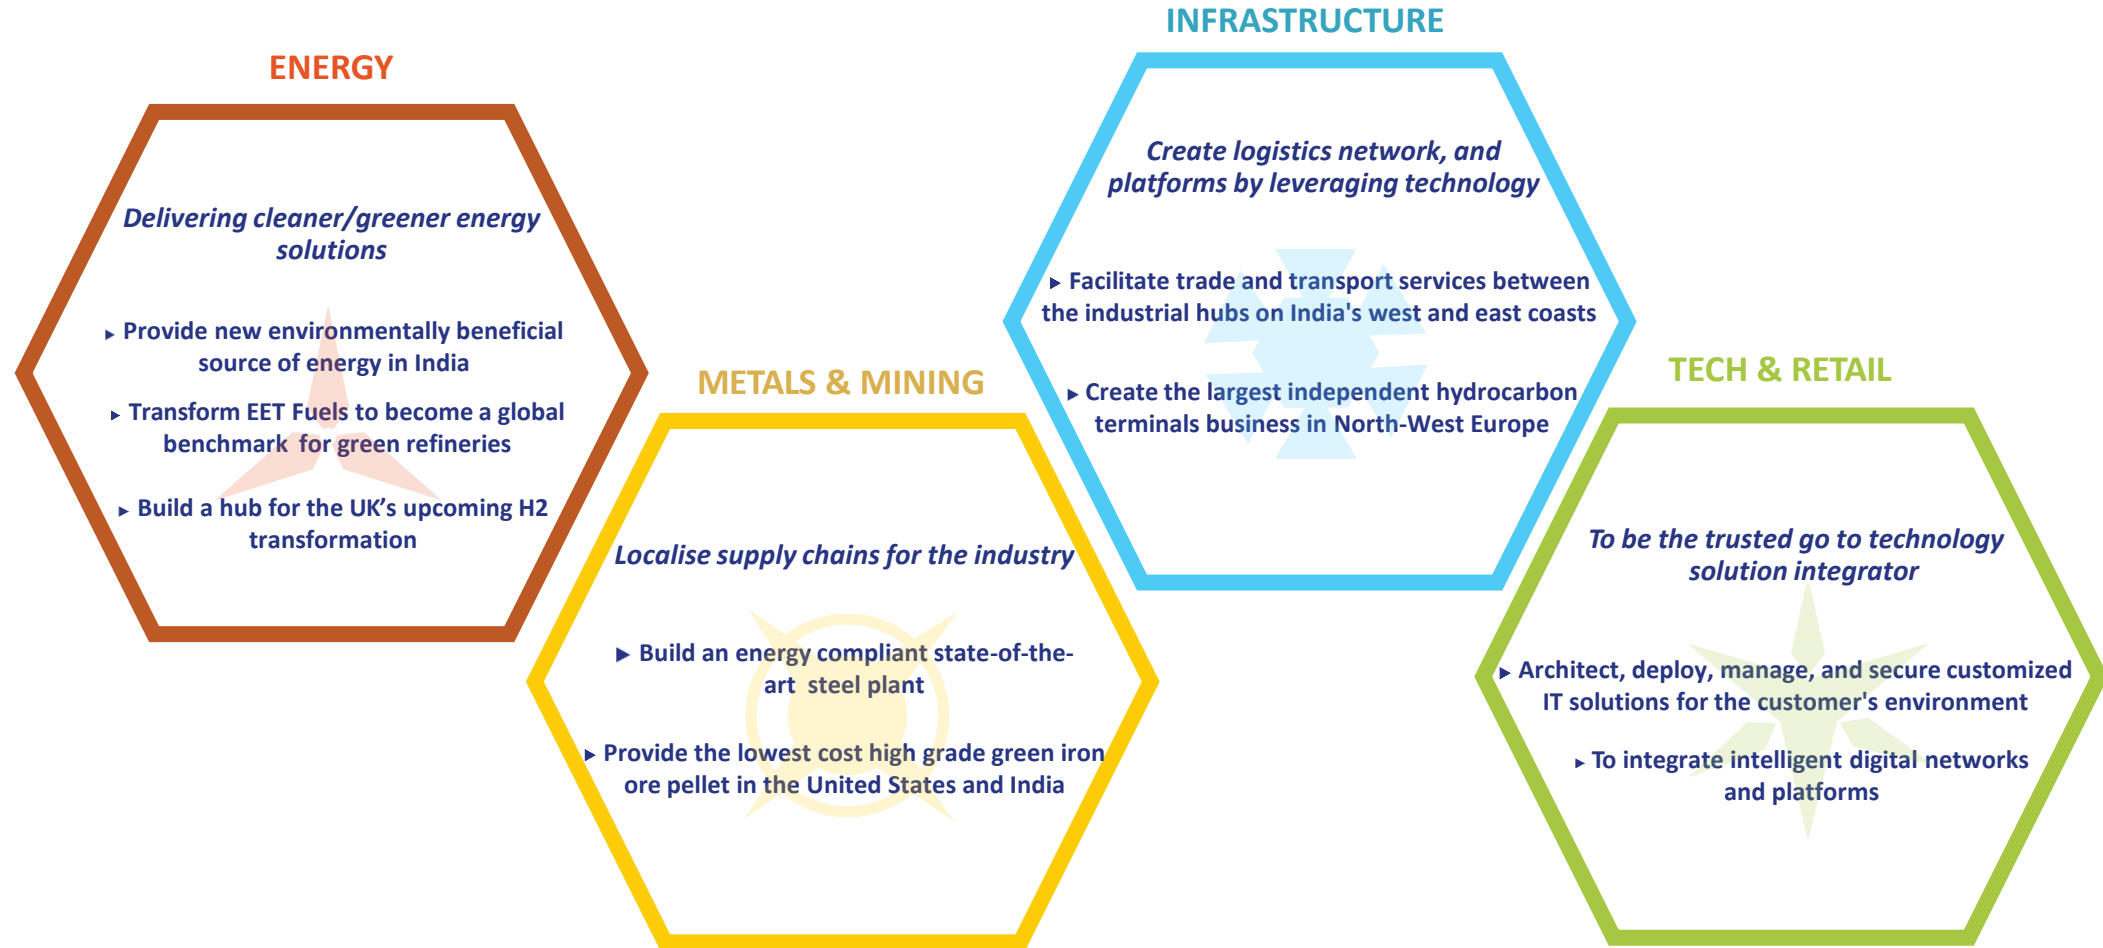 ENERGY
Delivering cleaner/greener energy
solutions
▸ Provide new environmentally beneficial
source of energy in India
▸ Transform EET Fuels to become a global
benchmark for green refineries
▸ Build a hub for the UK’s upcoming H2
transformation
METALS & MINING
Localise supply chains for the industry
▸ Build an energy compliant state-of-the-
art steel plant
▸ Provide the lowest cost high grade green iron
ore pellet in the United States and India
INFRASTRUCTURE
Create logistics network, and
platforms by leveraging technology
▸ Facilitate trade and transport services between
the industrial hubs on India's west and east coasts
▸ Create the largest independent hydrocarbon
terminals business in North-West Europe
TECH & RETAIL
To be the trusted go to technology
solution integrator
▸ Architect, deploy, manage, and secure customized
IT solutions for the customer's environment
▸ To integrate intelligent digital networks
and platforms